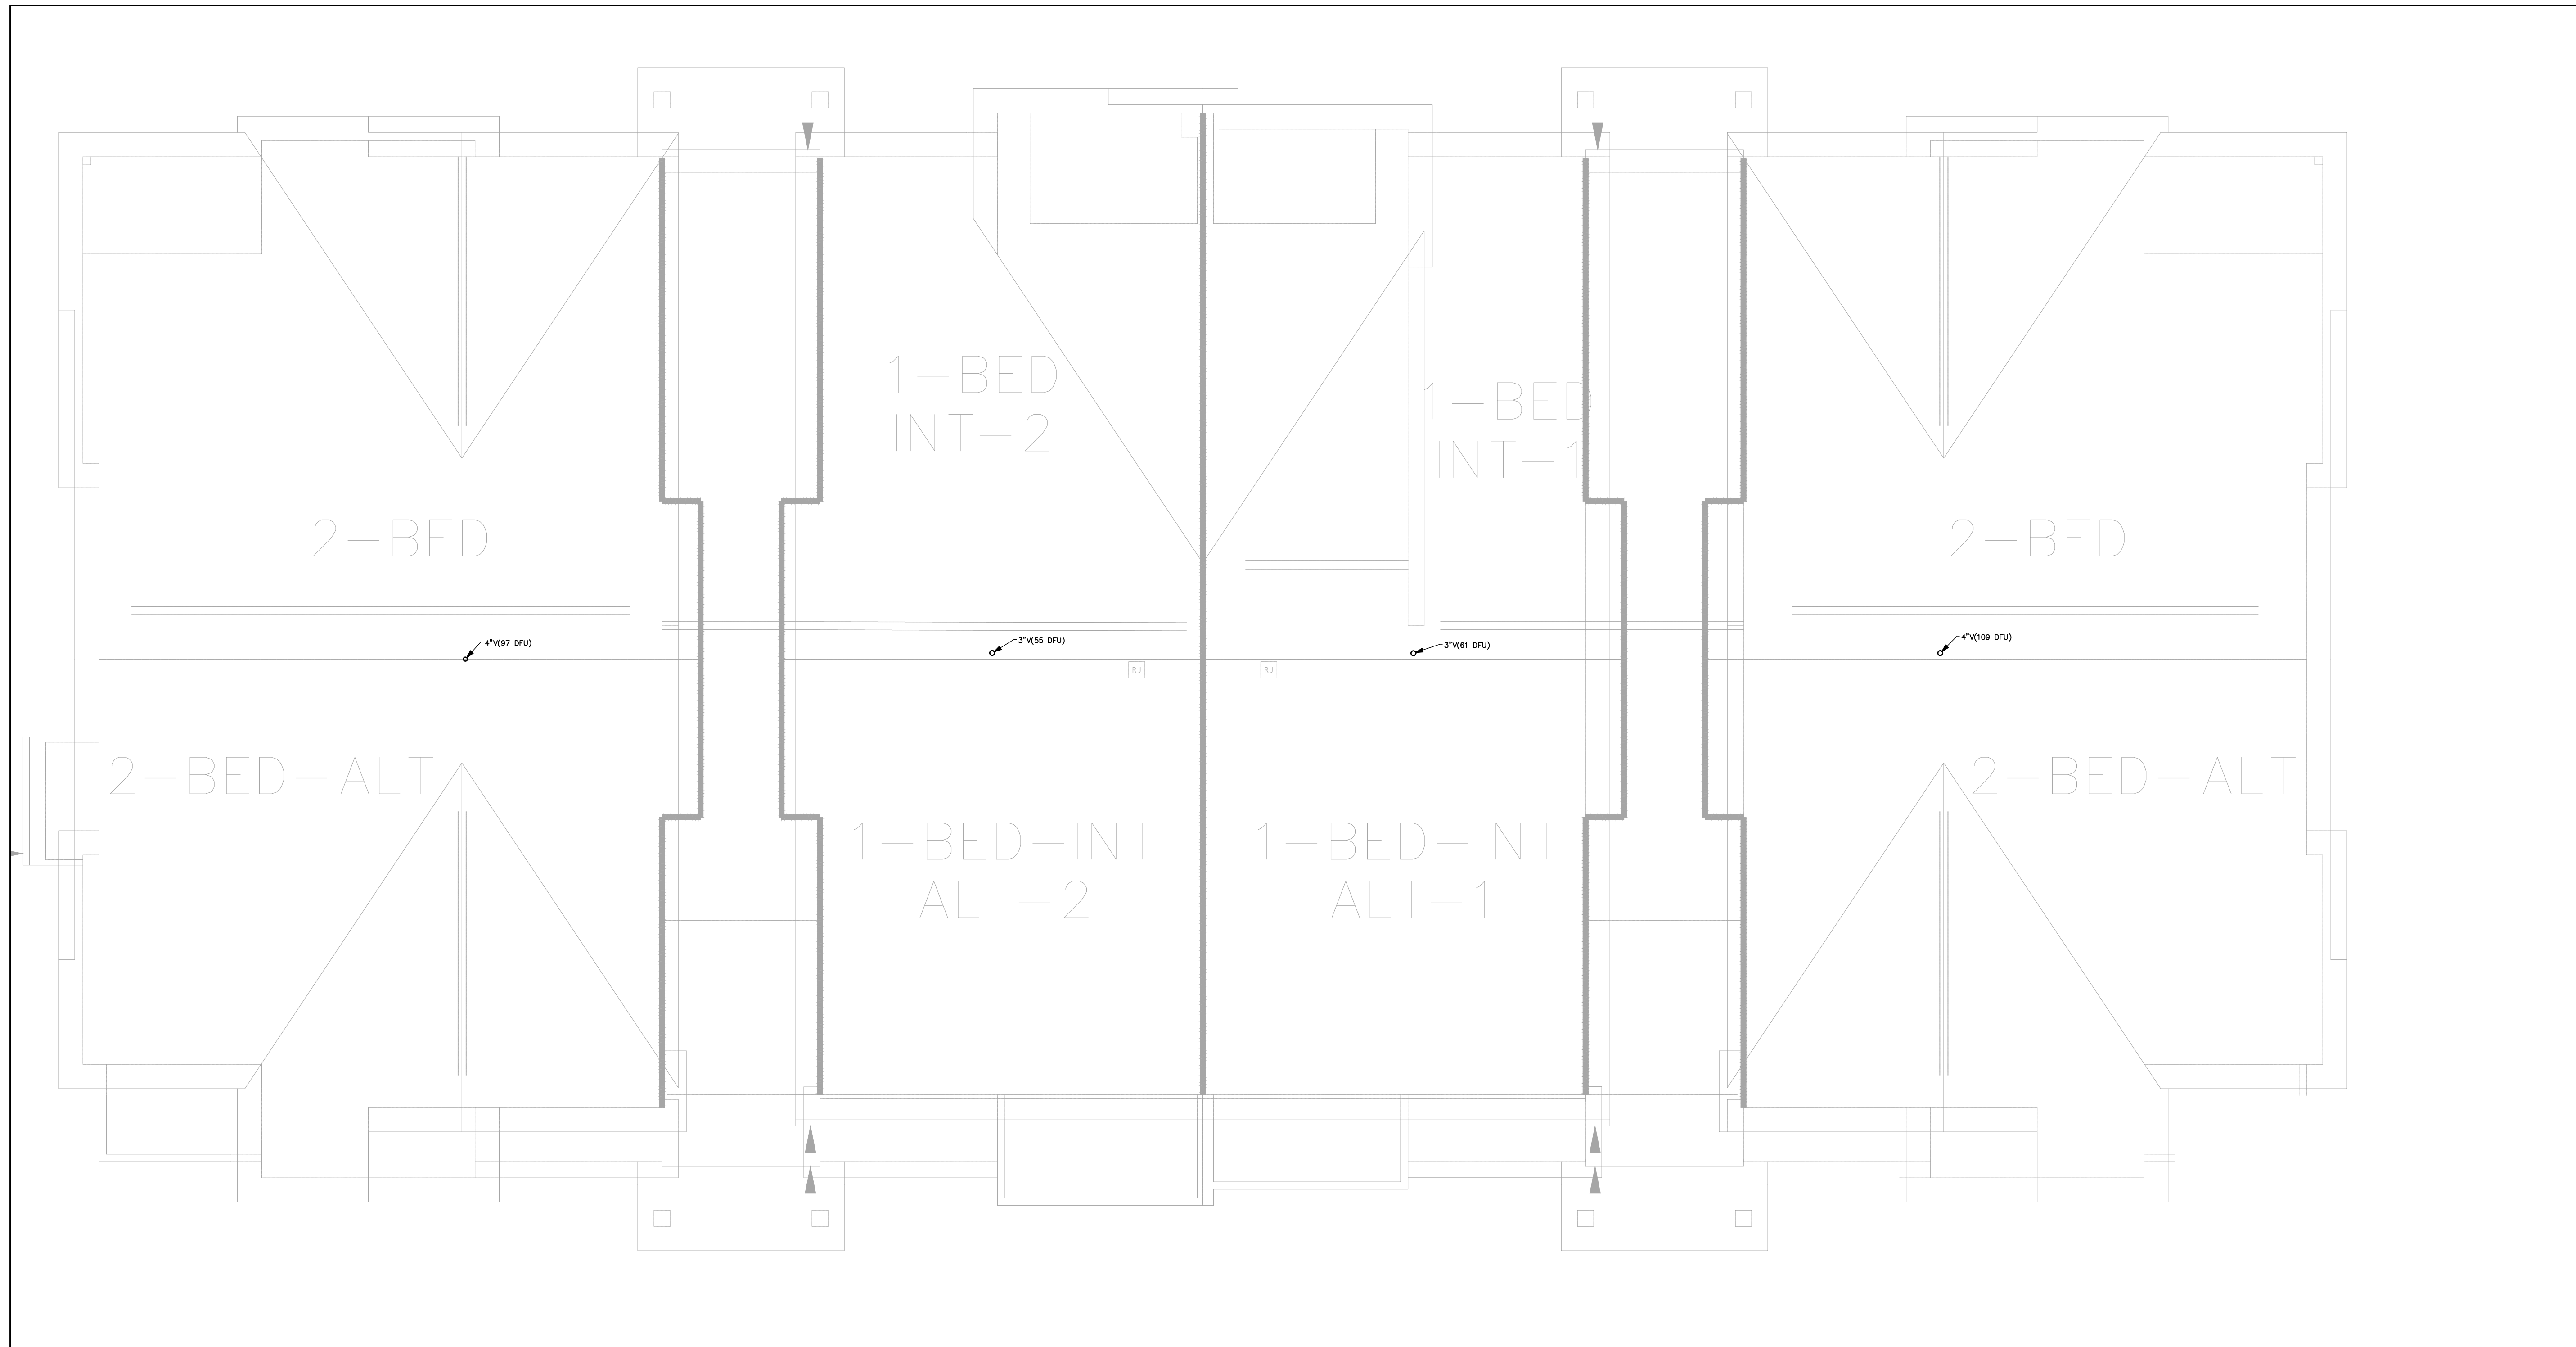 1-BED
INT-2
1-BED
INT-1
2-BED
2-BED
4"V(97 DFU)
3"V(55 DFU)
3"V(61 DFU)
4"V(109 DFU)
RJ
RJ
2-BED-ALT
2-BED-ALT
1-BED-INT
ALT-2
1-BED-INT
ALT-1